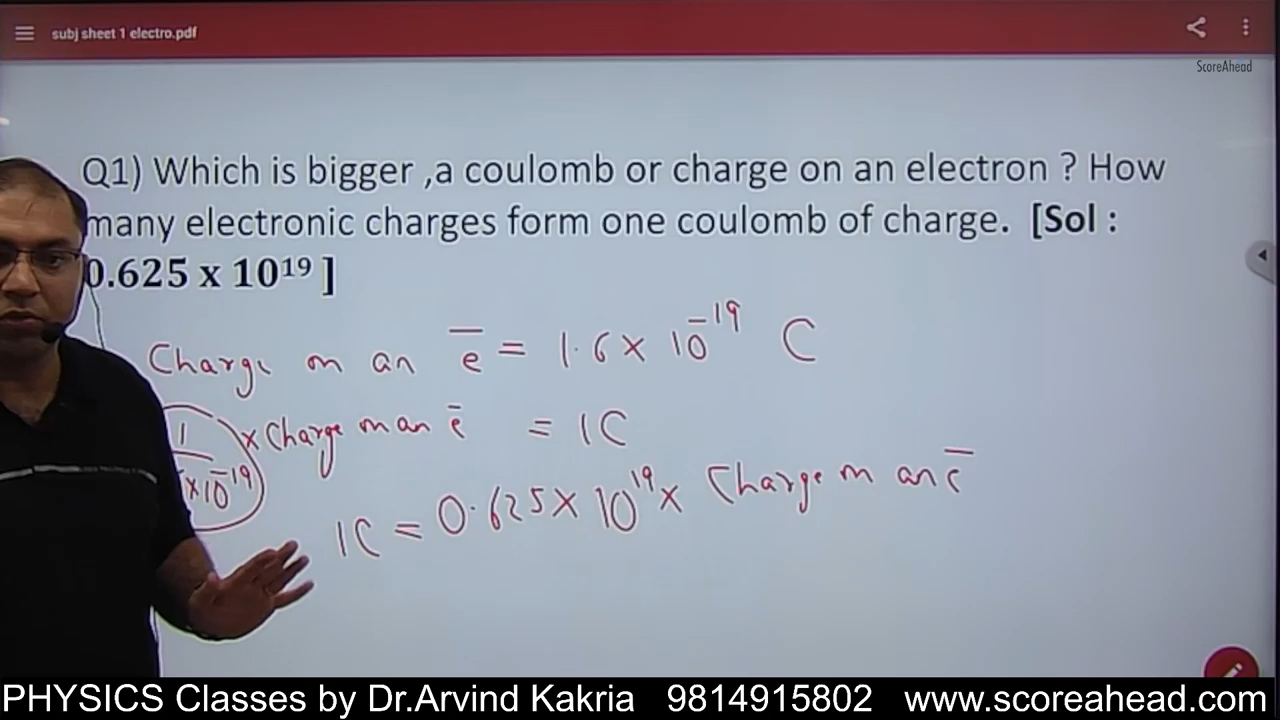 subj sheet 1 electro.pdf
ScoreAhead
Q1) Which is bigger ,a coulomb or charge on an electron ? How
many electronic charges form one coulomb of charge. [Sol :
0.625 x 10¹⁹ ]
Charge on an e̅ = 1.6 × 10⁻¹⁹ C
1 / × 10⁻¹⁹ × Charge on an e̅ = 1C
1C = 0.625 × 10¹⁹ × Charge on an e̅
PHYSICS Classes by Dr.Arvind Kakria 9814915802 www.scoreahead.com